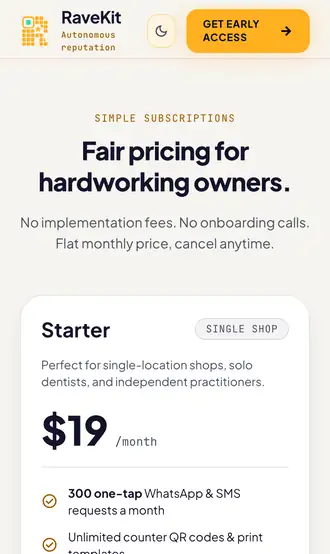 RaveKit
Autonomous
reputation
GET EARLY
ACCESS
SIMPLE SUBSCRIPTIONS
Fair pricing for
hardworking owners.
No implementation fees. No onboarding calls.
Flat monthly price, cancel anytime.
Starter
SINGLE SHOP
Perfect for single-location shops, solo
dentists, and independent practitioners.
$19 /month
300 one-tap WhatsApp & SMS
requests a month
Unlimited counter QR codes & print
templates